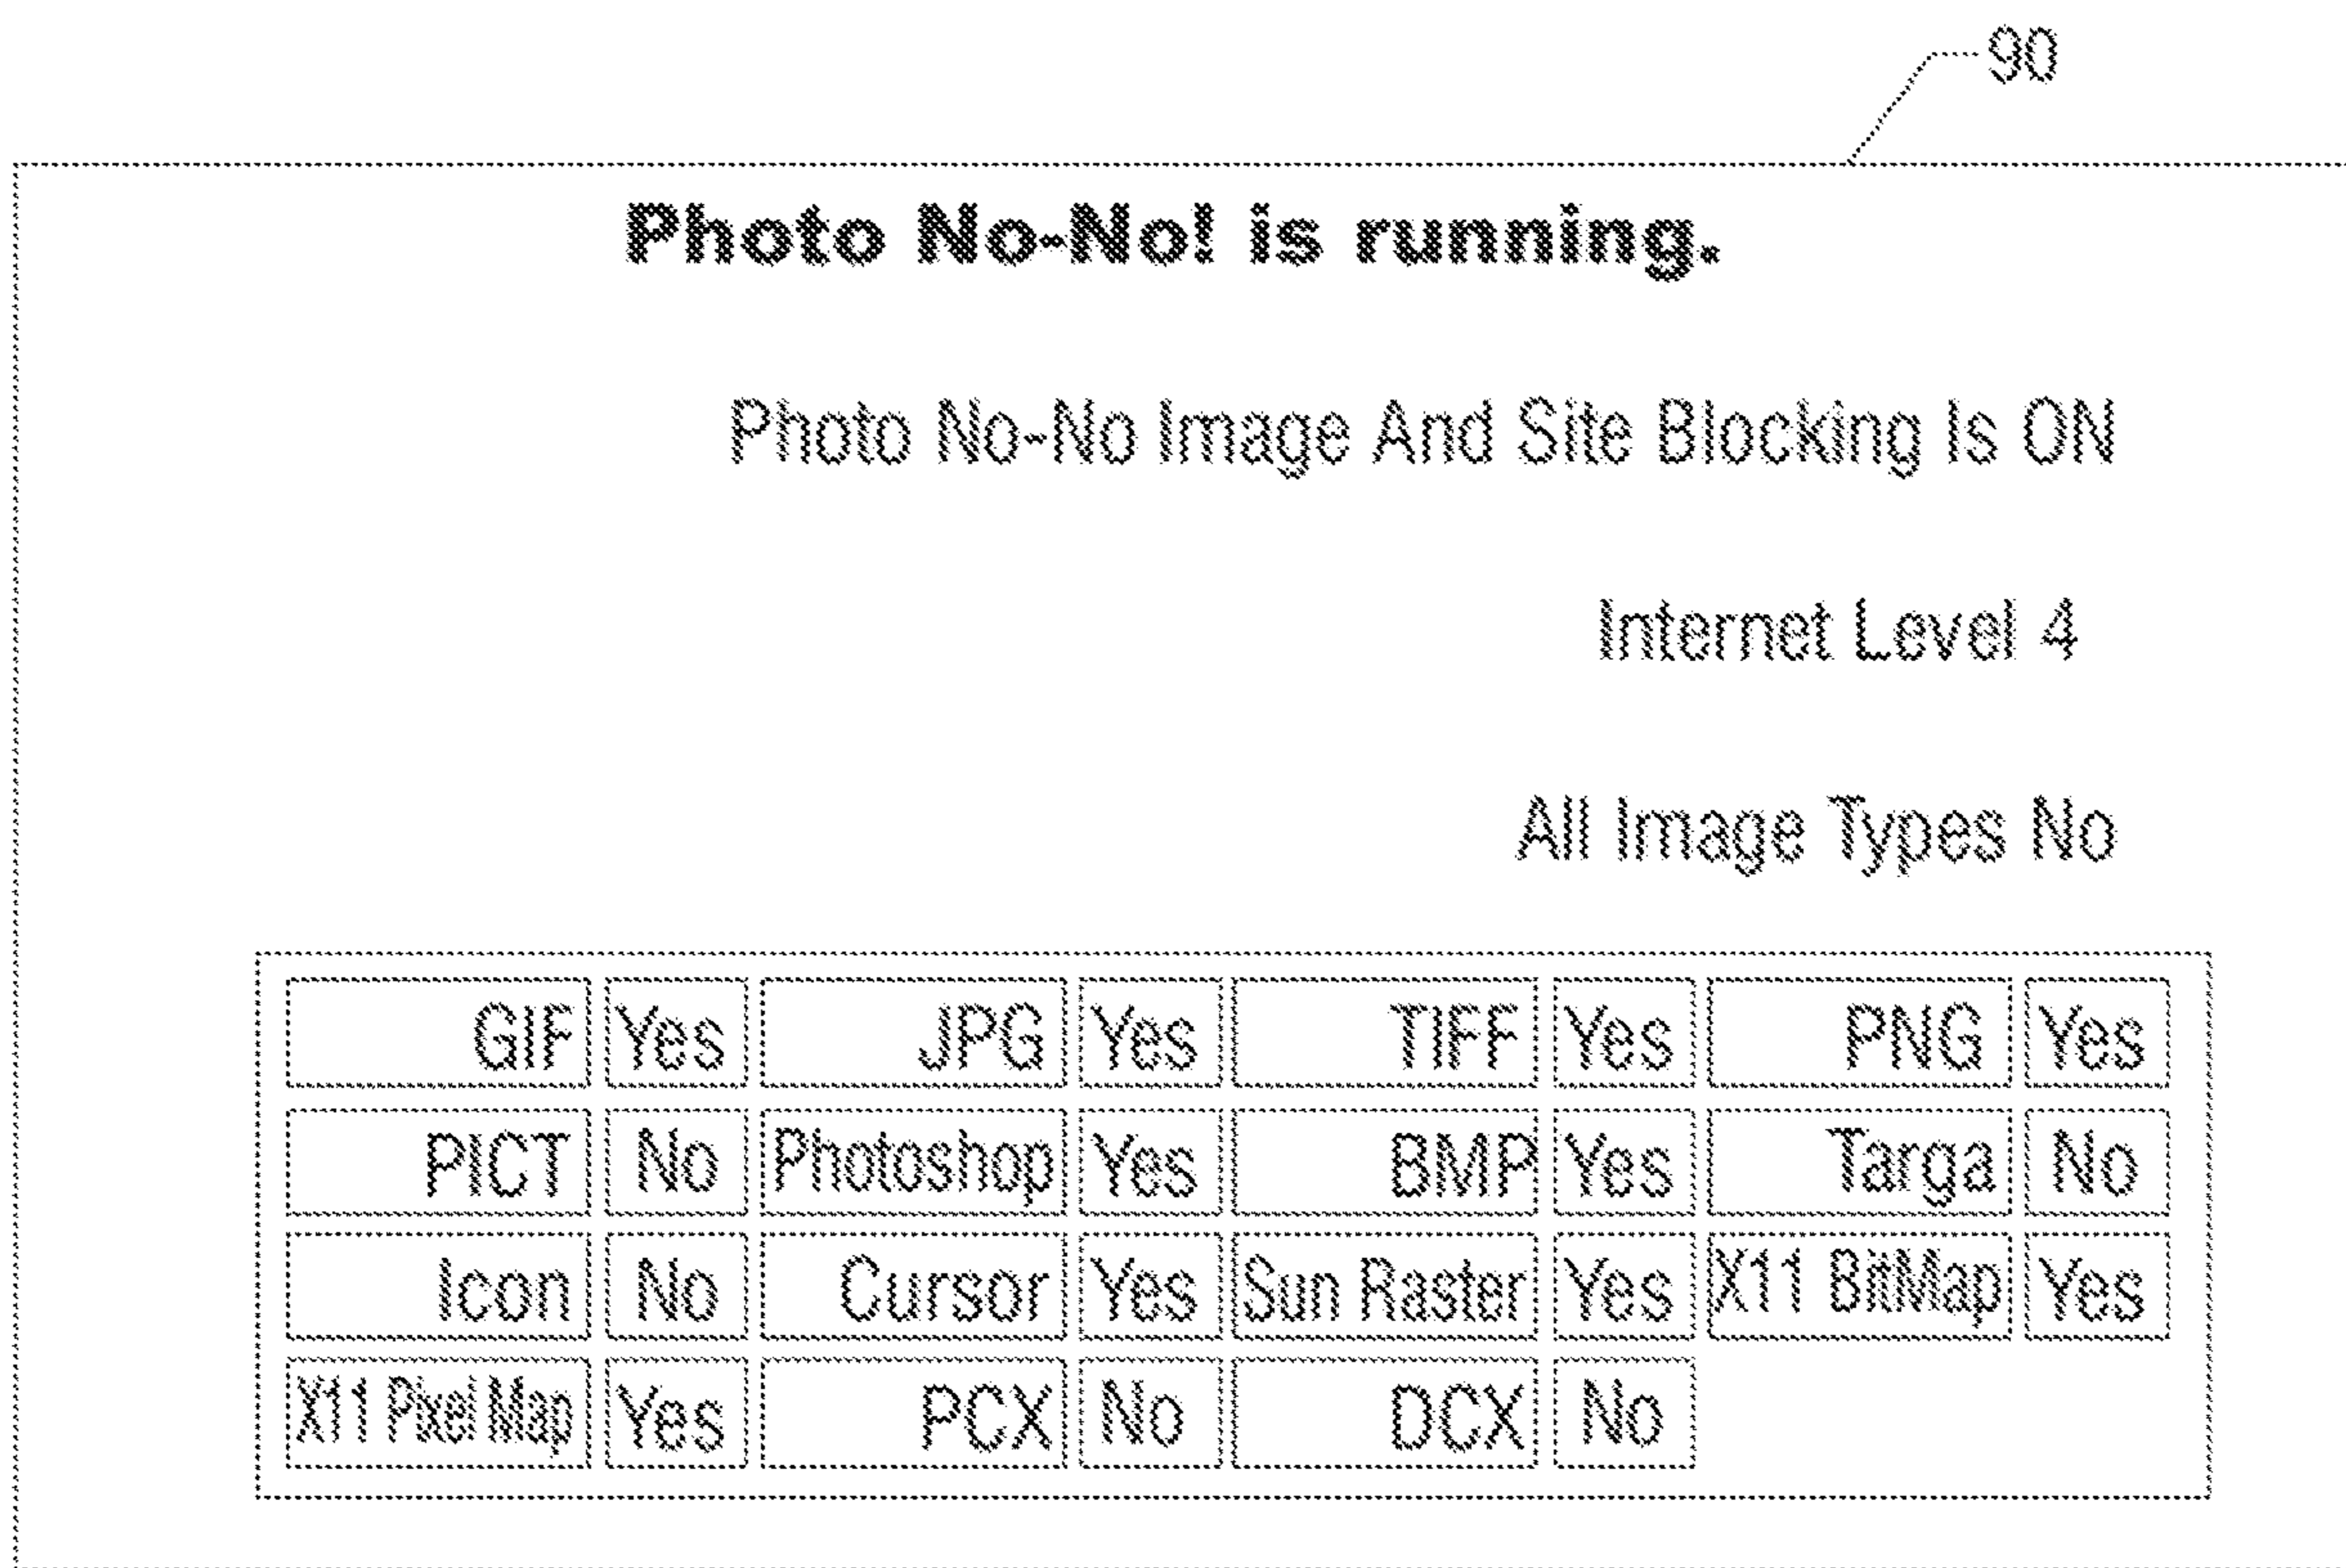 90
Photo No-No! is running.
Photo No-No Image And Site Blocking Is ON
Internet Level 4
All Image Types No
GIF Yes JPG Yes TIFF Yes PNG Yes
PICT No Photoshop Yes BMP Yes Targa No
Icon No Cursor Yes Sun Raster Yes X11 BitMap Yes
X11 Pixel Map Yes PCX No DCX No